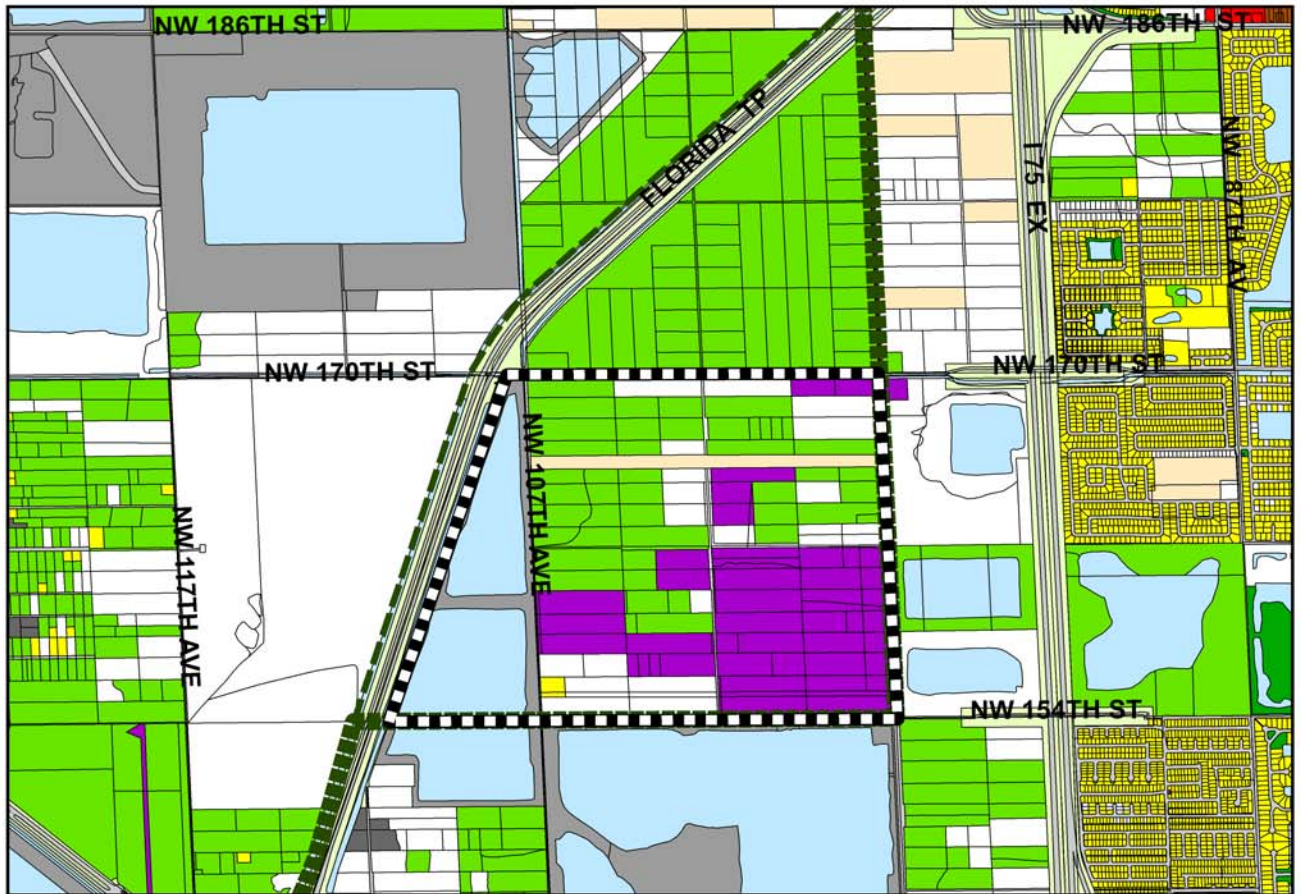 NW 186TH ST
NW 186TH ST
FLORIDA TP
I 75 EX
NW 87TH AV
NW 170TH ST
NW 170TH ST
NW 107TH AVE
NW 117TH AVE
NW 154TH ST